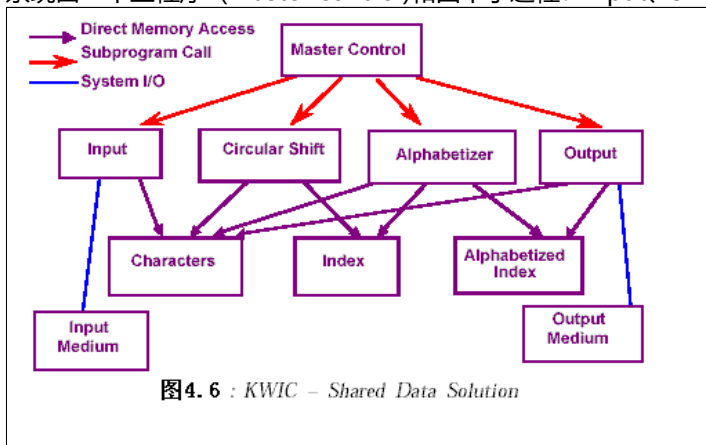 Direct Memory Access
Subprogram Call
System I/O
Master Control
Input
Circular Shift
Alphabetizer
Output
Characters
Index
Alphabetized
Index
Input
Medium
Output
Medium
图4.6 : KWIC – Shared Data Solution